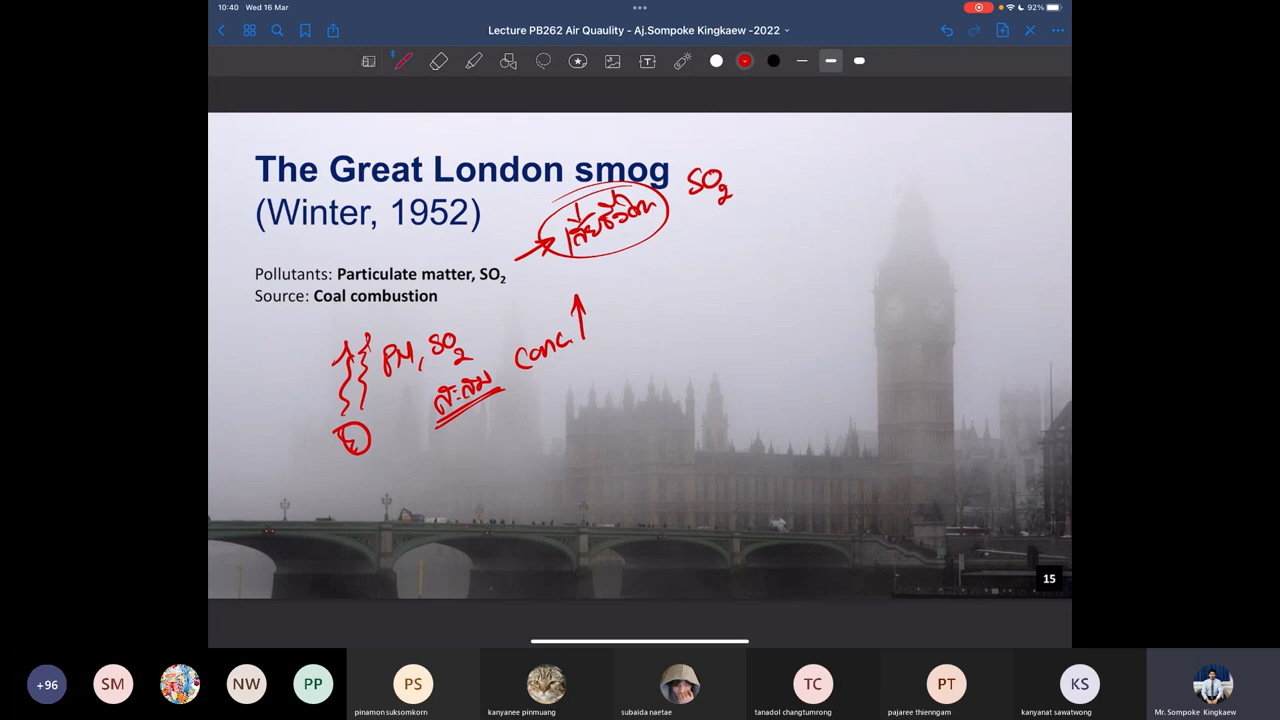 10:40 Wed 16 Mar
92%
Lecture PB262 Air Quaulity - Aj.Sompoke Kingkaew -2022
T
The Great London smog
(Winter, 1952)
SO2
เสียชีวิต
Pollutants: Particulate matter, SO2
Source: Coal combustion
PM, SO2
Conc.
สะสม
15
+96
SM
NW
PP
PS
TC
PT
KS
pinamon suksomkorn
kanyanee pinmuang
subaida naetae
tanadol changtumrong
pajaree thienngam
kanyanat sawatwong
Mr. Sompoke Kingkaew